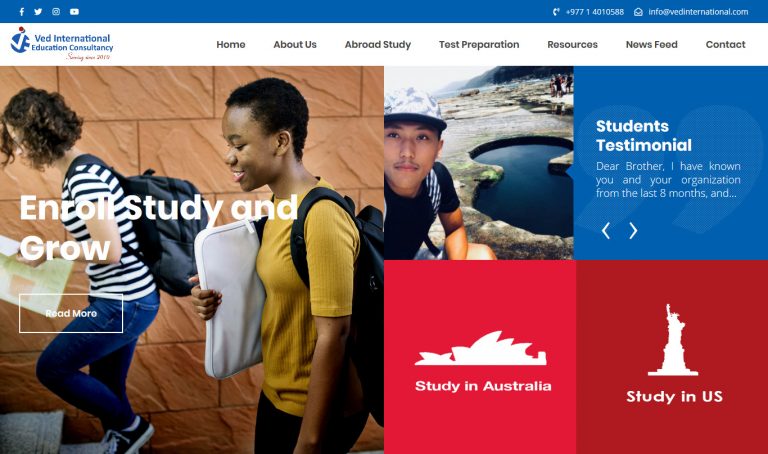 +977 1 4010588 info@vedinternational.com
Ved International
Education Consultancy
Serving since 2010
Home About Us Abroad Study Test Preparation Resources News Feed Contact
Enroll Study and
Grow
Read More
Students
Testimonial
Dear Brother, I have known
you and your organization
from the last 8 months, and...
Study in Australia
Study in US